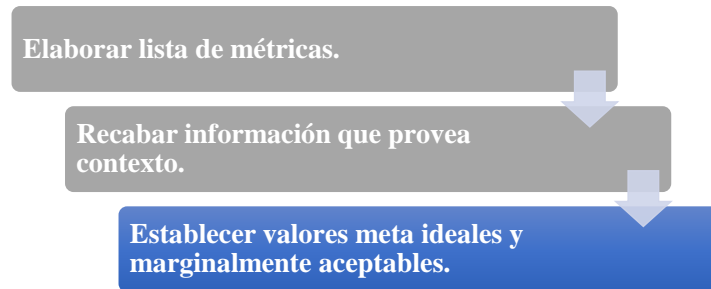 Elaborar lista de métricas.
Recabar información que provea
contexto.
Establecer valores meta ideales y
marginalmente aceptables.